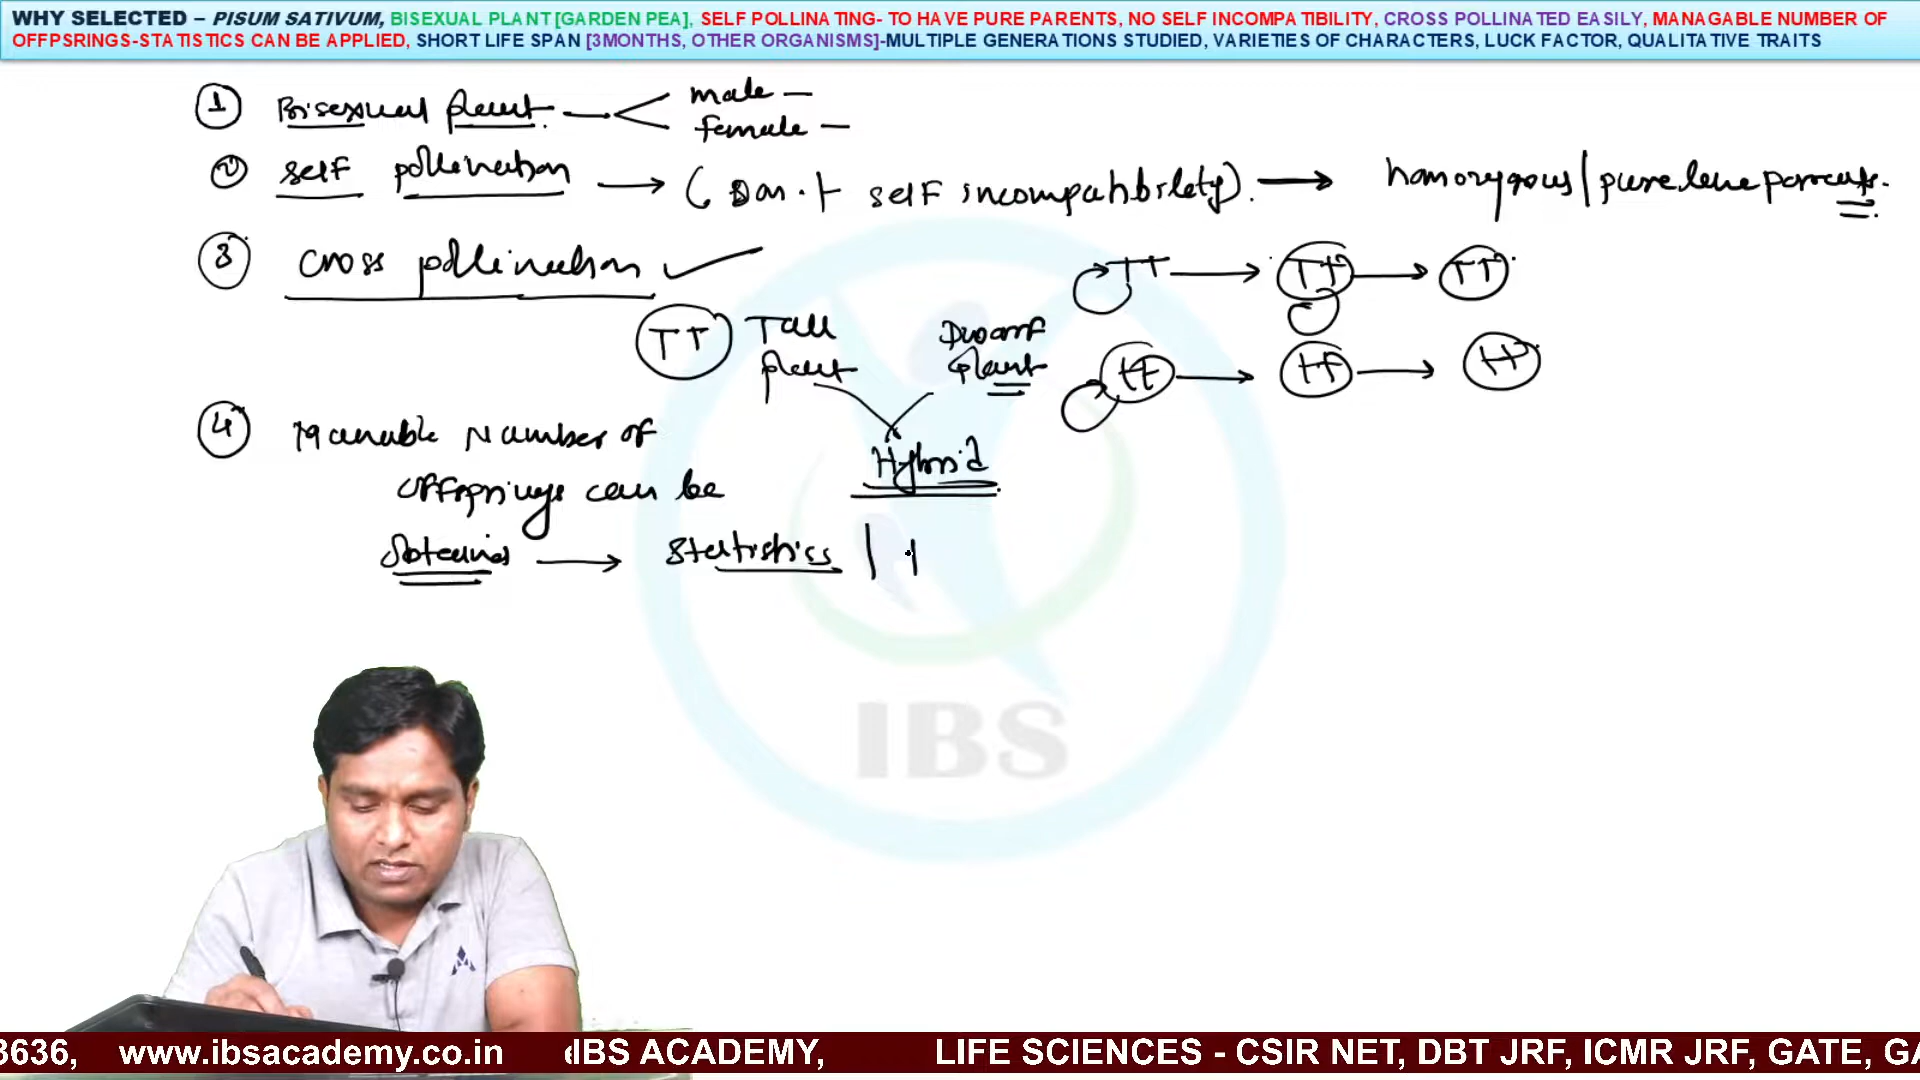 WHY SELECTED – PISUM SATIVUM, BISEXUAL PLANT [GARDEN PEA], SELF POLLINATING- TO HAVE PURE PARENTS, NO SELF INCOMPATIBILITY, CROSS POLLINATED EASILY, MANAGABLE NUMBER OF
OFFPSRINGS-STATISTICS CAN BE APPLIED, SHORT LIFE SPAN [3MONTHS, OTHER ORGANISMS]-MULTIPLE GENERATIONS STUDIED, VARIETIES OF CHARACTERS, LUCK FACTOR, QUALITATIVE TRAITS
1 Bisexual plant. — male —
female —
2 self pollination → (Don't self incompatibility). → homozygous | pureline parents.
3 cross pollination ✓
TT → TT → TT
TT Tall plant
Dwarf plant
tt → tt → tt
Hybrid
4 Manable Number of
offsprings can be
→ Statistics |
IBS
3636, www.ibsacademy.co.in IBS ACADEMY, LIFE SCIENCES - CSIR NET, DBT JRF, ICMR JRF, GATE, GA